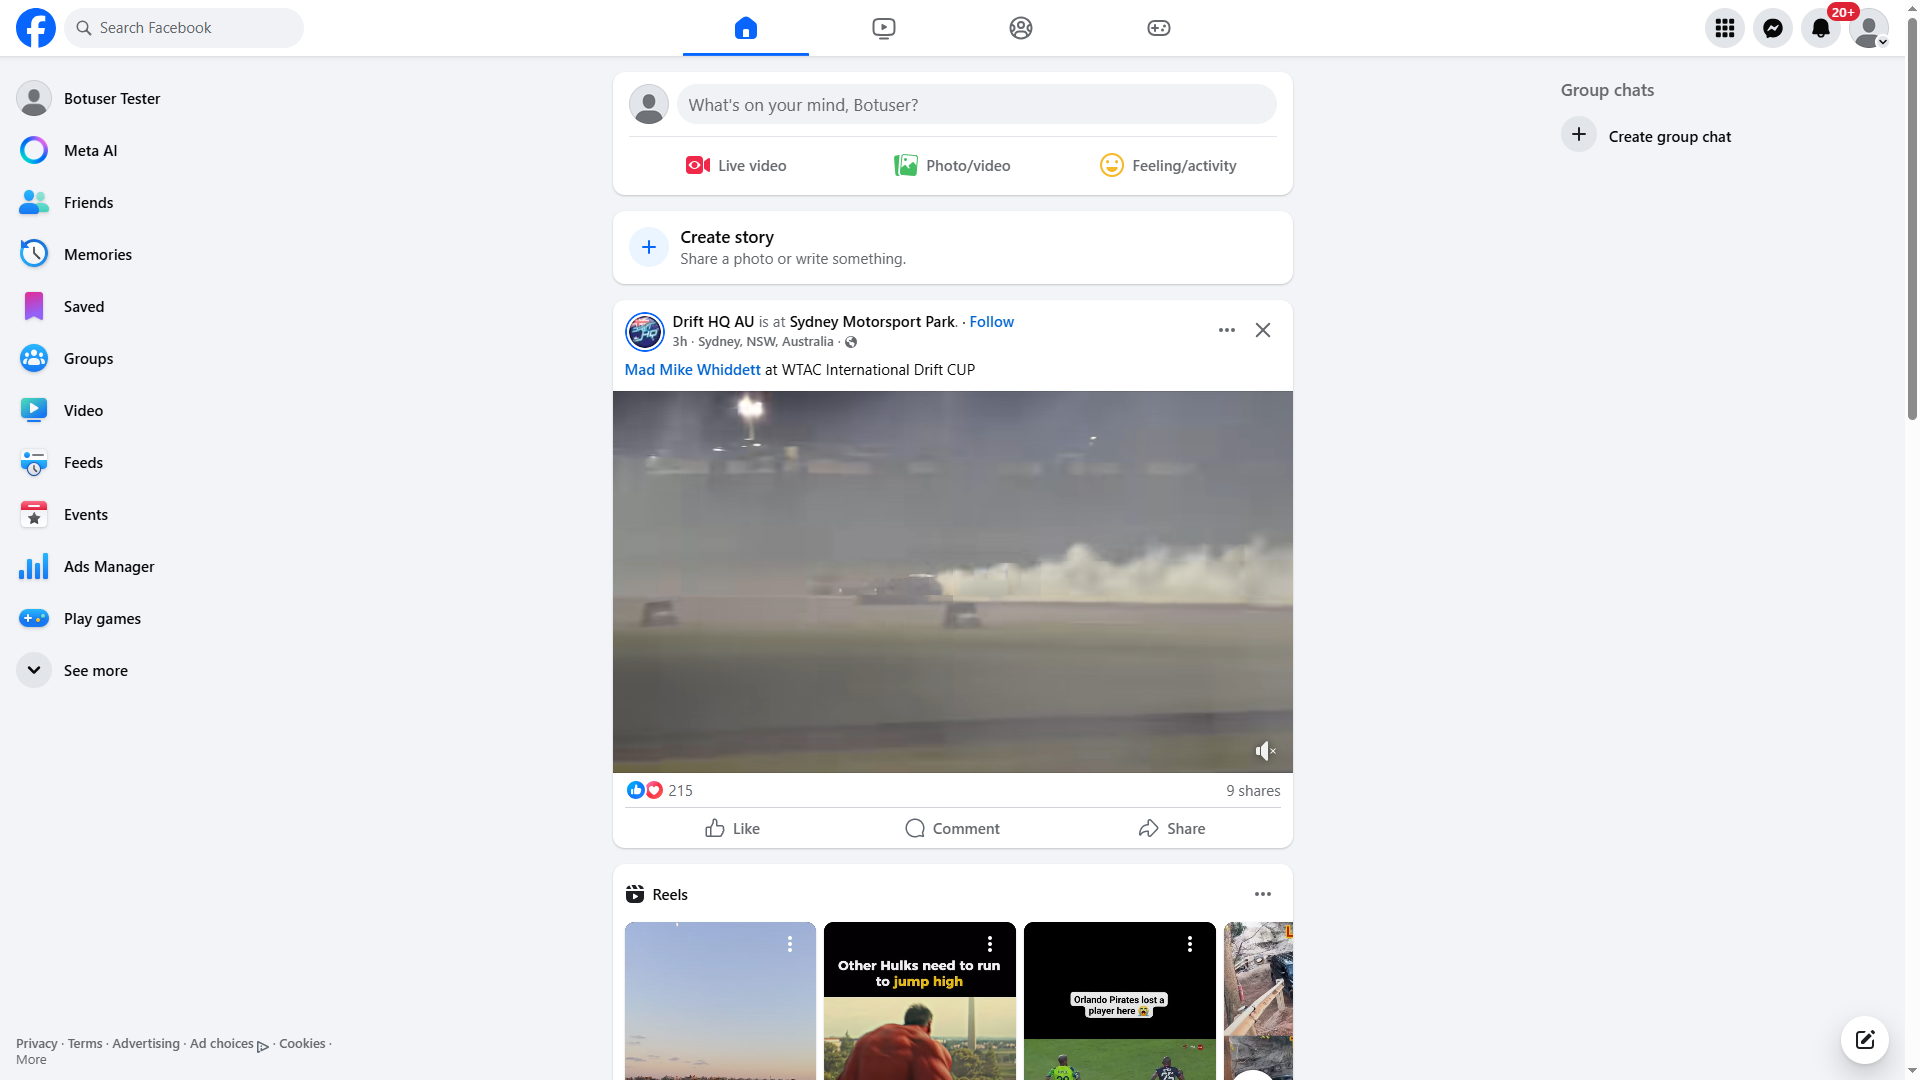 Search Facebook
20+
Botuser Tester
Meta AI
Friends
Memories
Saved
Groups
Video
Feeds
Events
Ads Manager
Play games
See more
Privacy · Terms · Advertising · Ad choices · Cookies ·
More
What's on your mind, Botuser?
Live video
Photo/video
Feeling/activity
Create story
Share a photo or write something.
Drift HQ AU is at Sydney Motorsport Park. · Follow
3h · Sydney, NSW, Australia ·
Mad Mike Whiddett at WTAC International Drift CUP
215
9 shares
Like
Comment
Share
Reels
Other Hulks need to run
to jump high
Orlando Pirates lost a
player here 😭
Group chats
Create group chat